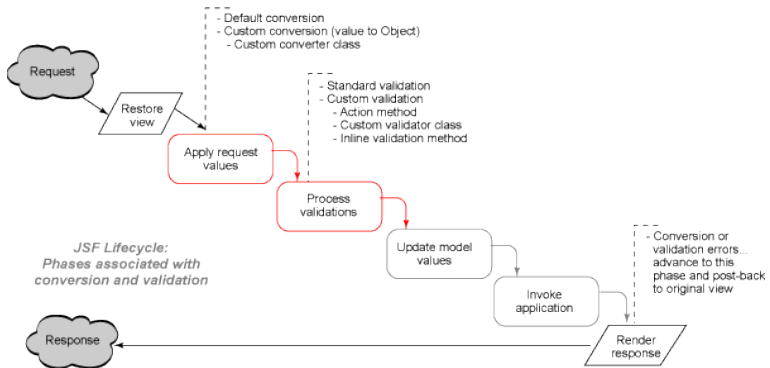 - Default conversion
- Custom conversion (value to Object)
- Custom converter class
Request
Restore
view
- Standard validation
- Custom validation
- Action method
- Custom validator class
- Inline validation method
Apply request
values
Process
validations
Update model
values
JSF Lifecycle:
Phases associated with
conversion and validation
- Conversion or
validation errors...
advance to this
phase and post-back
to original view
Invoke
application
Render
response
Response